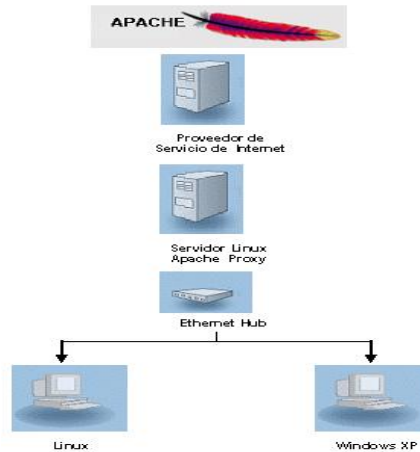 APACHE
Proveedor de
Servicio de Internet
Servidor Linux
Apache Proxy
Ethernet Hub
Linux
Windows XP